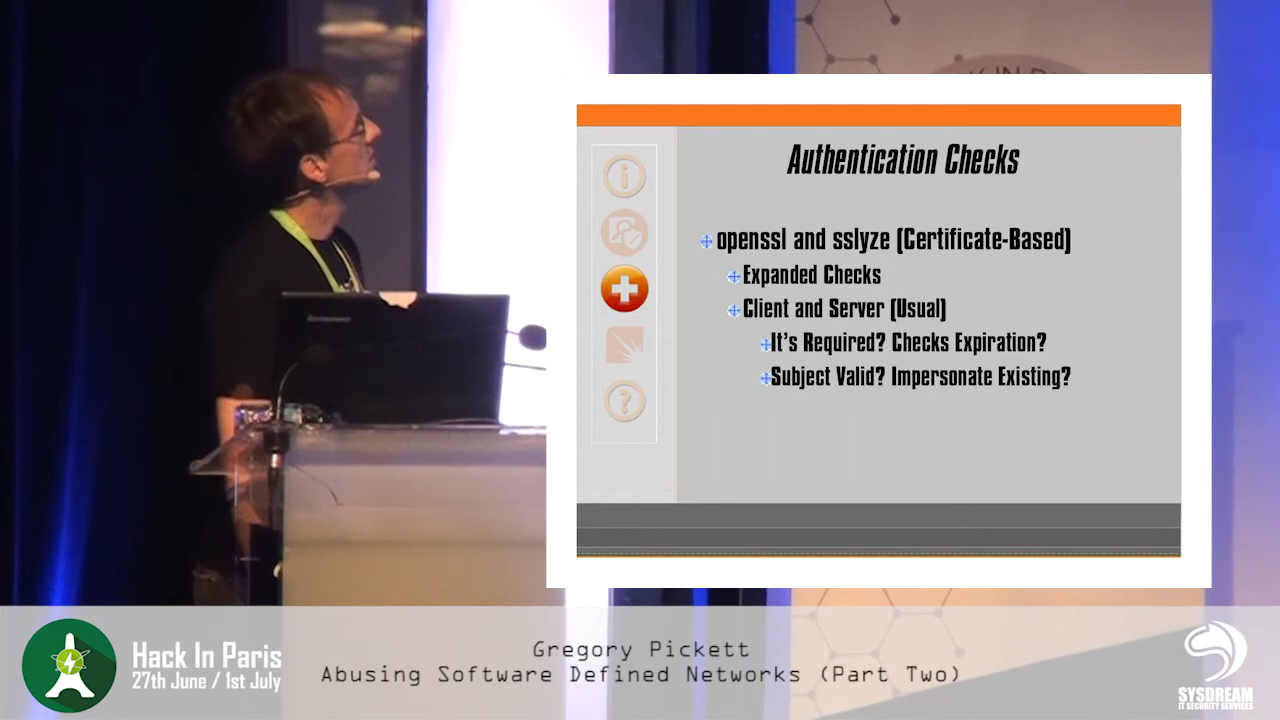 Authentication Checks
openssl and sslyze (Certificate-Based)
Expanded Checks
Client and Server (Usual)
It's Required? Checks Expiration?
Subject Valid? Impersonate Existing?
lenovo
Hack In Paris
27th June / 1st July
Gregory Pickett
Abusing Software Defined Networks (Part Two)
SYSDREAM
IT SECURITY SERVICES